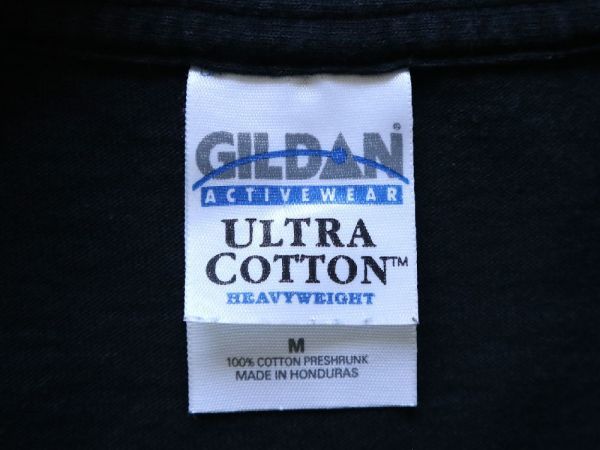 GILDAN®
ACTIVEWEAR
ULTRA
COTTON™
HEAVYWEIGHT
M
100% COTTON PRESHRUNK
MADE IN HONDURAS